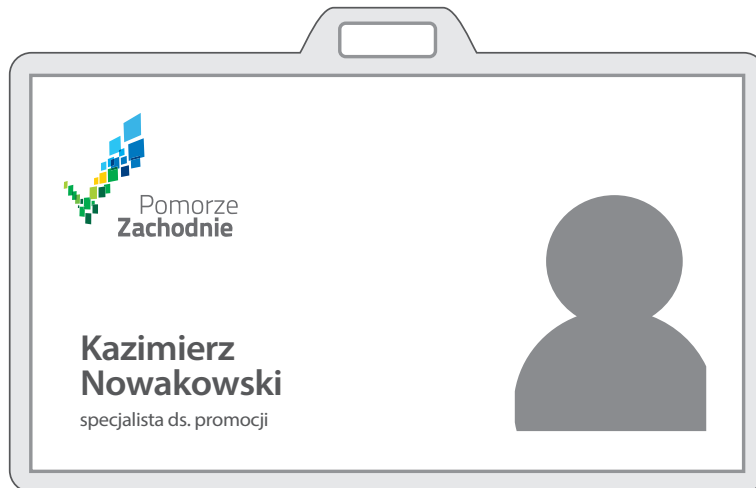 Pomorze
Zachodnie
Kazimierz
Nowakowski
specjalista ds. promocji